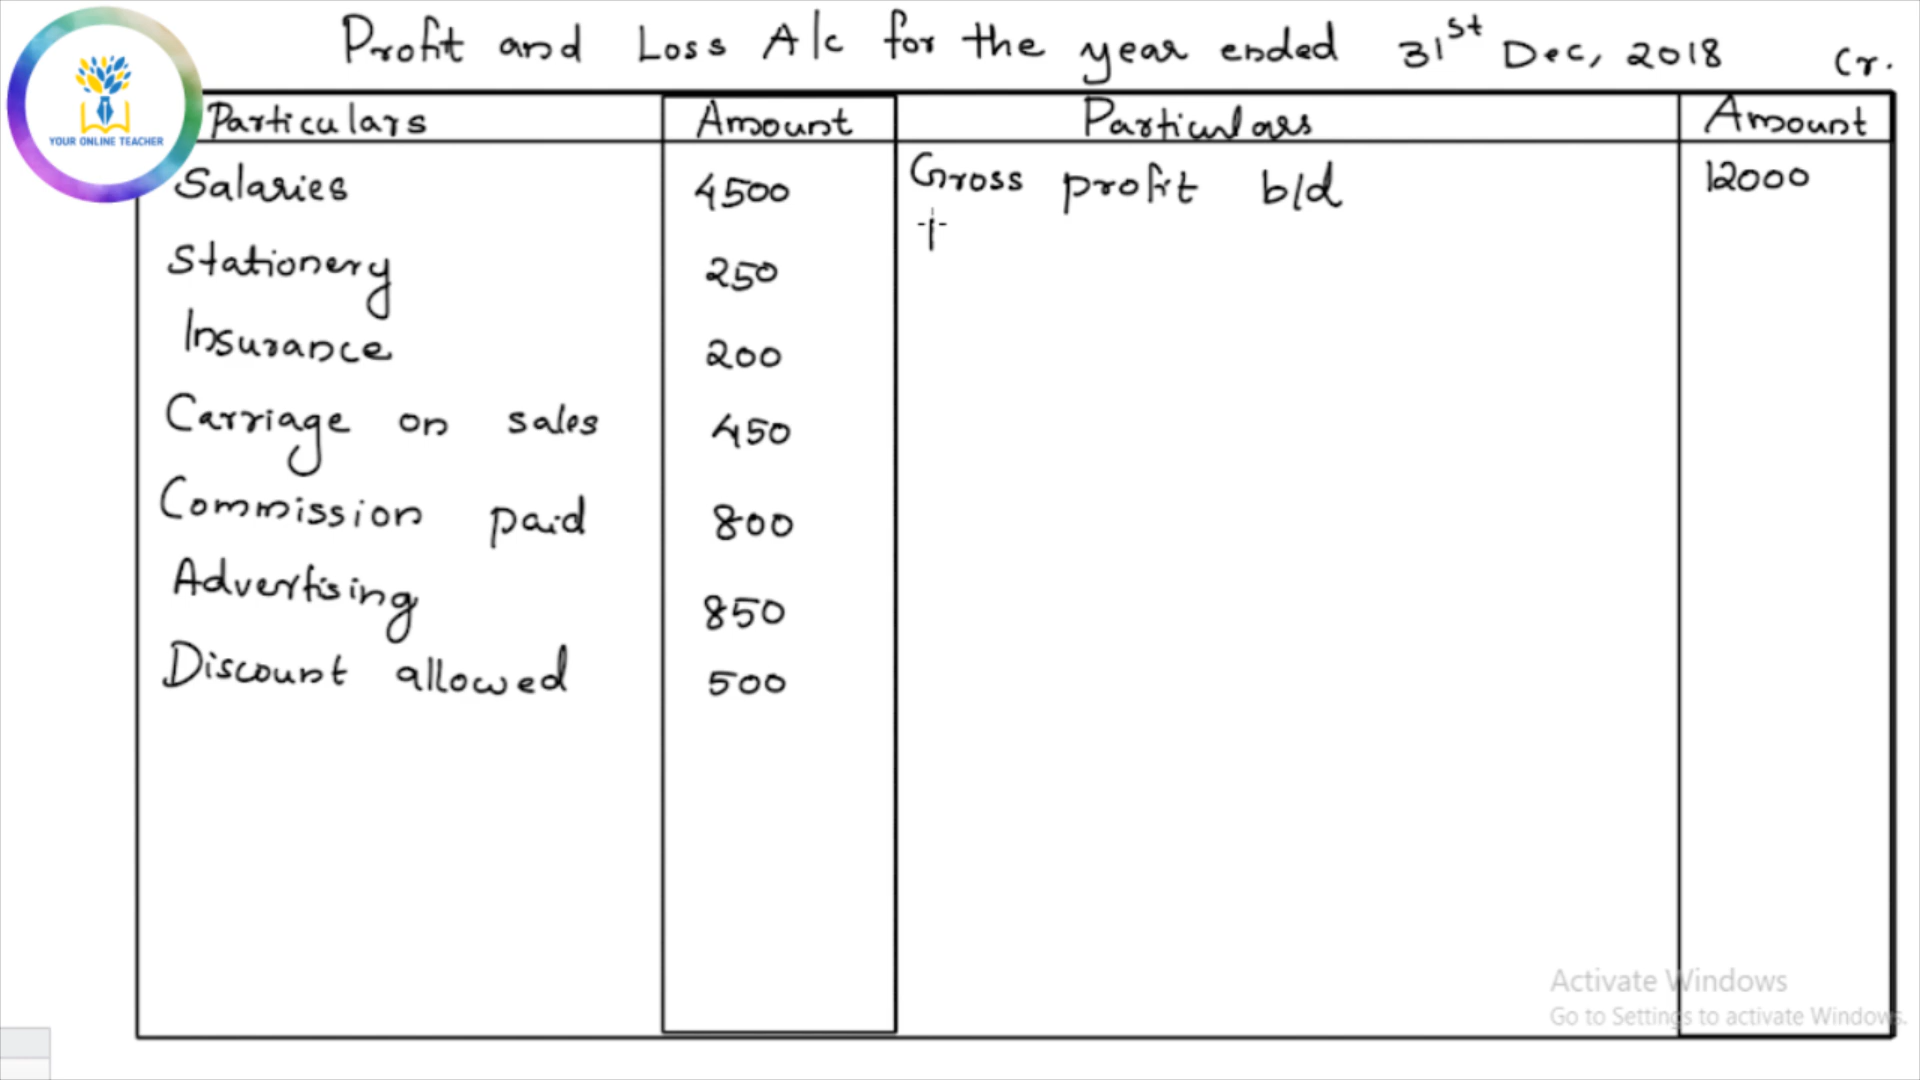 Profit and Loss A/c for the year ended 31st Dec, 2018 Cr.
YOUR ONLINE TEACHER
Particulars Amount Particulars Amount
Salaries 4500 Gross profit b/d 12000
Stationery 250
Insurance 200
Carriage on sales 450
Commission paid 800
Advertising 850
Discount allowed 500
Activate Windows
Go to Settings to activate Windows.